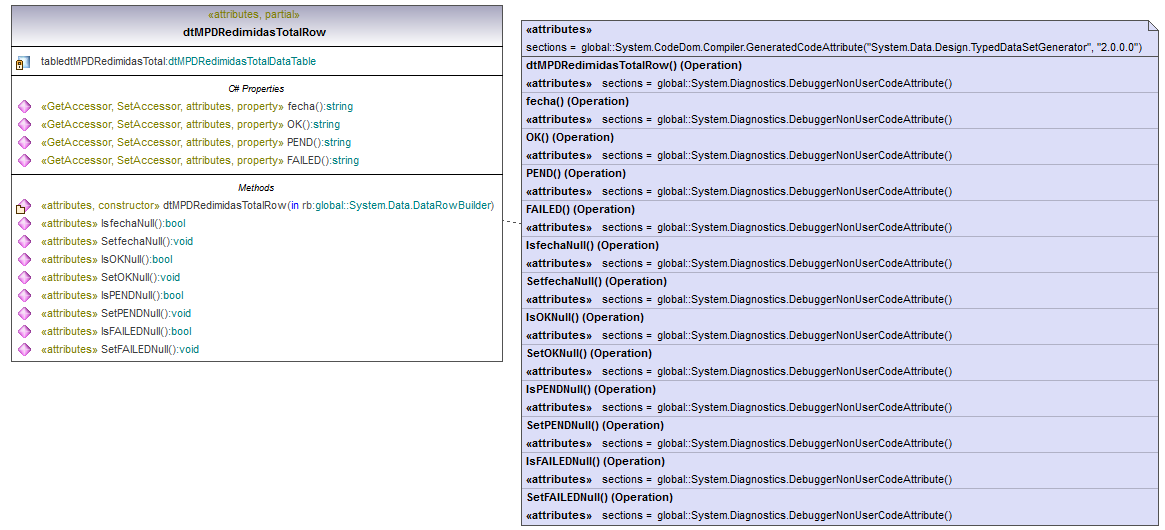 «attributes, partial»
dtMPDRedimidasTotalRow
tabledtMPDRedimidasTotal:dtMPDRedimidasTotalDataTable
C# Properties
«GetAccessor, SetAccessor, attributes, property» fecha():string
«GetAccessor, SetAccessor, attributes, property» OK():string
«GetAccessor, SetAccessor, attributes, property» PEND():string
«GetAccessor, SetAccessor, attributes, property» FAILED():string
Methods
«attributes, constructor» dtMPDRedimidasTotalRow(in rb:global::System.Data.DataRowBuilder)
«attributes» IsfechaNull():bool
«attributes» SetfechaNull():void
«attributes» IsOKNull():bool
«attributes» SetOKNull():void
«attributes» IsPENDNull():bool
«attributes» SetPENDNull():void
«attributes» IsFAILEDNull():bool
«attributes» SetFAILEDNull():void
«attributes»
sections = global::System.CodeDom.Compiler.GeneratedCodeAttribute("System.Data.Design.TypedDataSetGenerator", "2.0.0.0")
dtMPDRedimidasTotalRow() (Operation)
«attributes» sections = global::System.Diagnostics.DebuggerNonUserCodeAttribute()
fecha() (Operation)
«attributes» sections = global::System.Diagnostics.DebuggerNonUserCodeAttribute()
OK() (Operation)
«attributes» sections = global::System.Diagnostics.DebuggerNonUserCodeAttribute()
PEND() (Operation)
«attributes» sections = global::System.Diagnostics.DebuggerNonUserCodeAttribute()
FAILED() (Operation)
«attributes» sections = global::System.Diagnostics.DebuggerNonUserCodeAttribute()
IsfechaNull() (Operation)
«attributes» sections = global::System.Diagnostics.DebuggerNonUserCodeAttribute()
SetfechaNull() (Operation)
«attributes» sections = global::System.Diagnostics.DebuggerNonUserCodeAttribute()
IsOKNull() (Operation)
«attributes» sections = global::System.Diagnostics.DebuggerNonUserCodeAttribute()
SetOKNull() (Operation)
«attributes» sections = global::System.Diagnostics.DebuggerNonUserCodeAttribute()
IsPENDNull() (Operation)
«attributes» sections = global::System.Diagnostics.DebuggerNonUserCodeAttribute()
SetPENDNull() (Operation)
«attributes» sections = global::System.Diagnostics.DebuggerNonUserCodeAttribute()
IsFAILEDNull() (Operation)
«attributes» sections = global::System.Diagnostics.DebuggerNonUserCodeAttribute()
SetFAILEDNull() (Operation)
«attributes» sections = global::System.Diagnostics.DebuggerNonUserCodeAttribute()